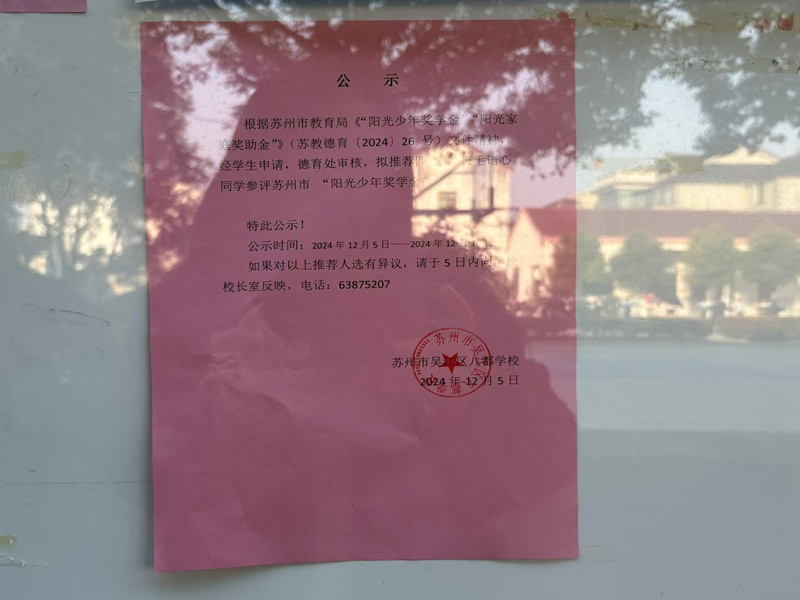 公 示
根据苏州市教育局《“阳光少年奖学金”“阳光家
庭奖助金”》（苏教德育〔2024〕26 号）文件精神，
经学生申请，德育处审核，拟推荐
同学参评苏州市 “阳光少年奖学金
特此公示！
公示时间：2024 年 12 月 5 日——2024 年 12
如果对以上推荐人选有异议，请于 5 日内向
校长室反映，电话：63875207
苏州市吴江区八都学校
2024 年 12 月 5 日